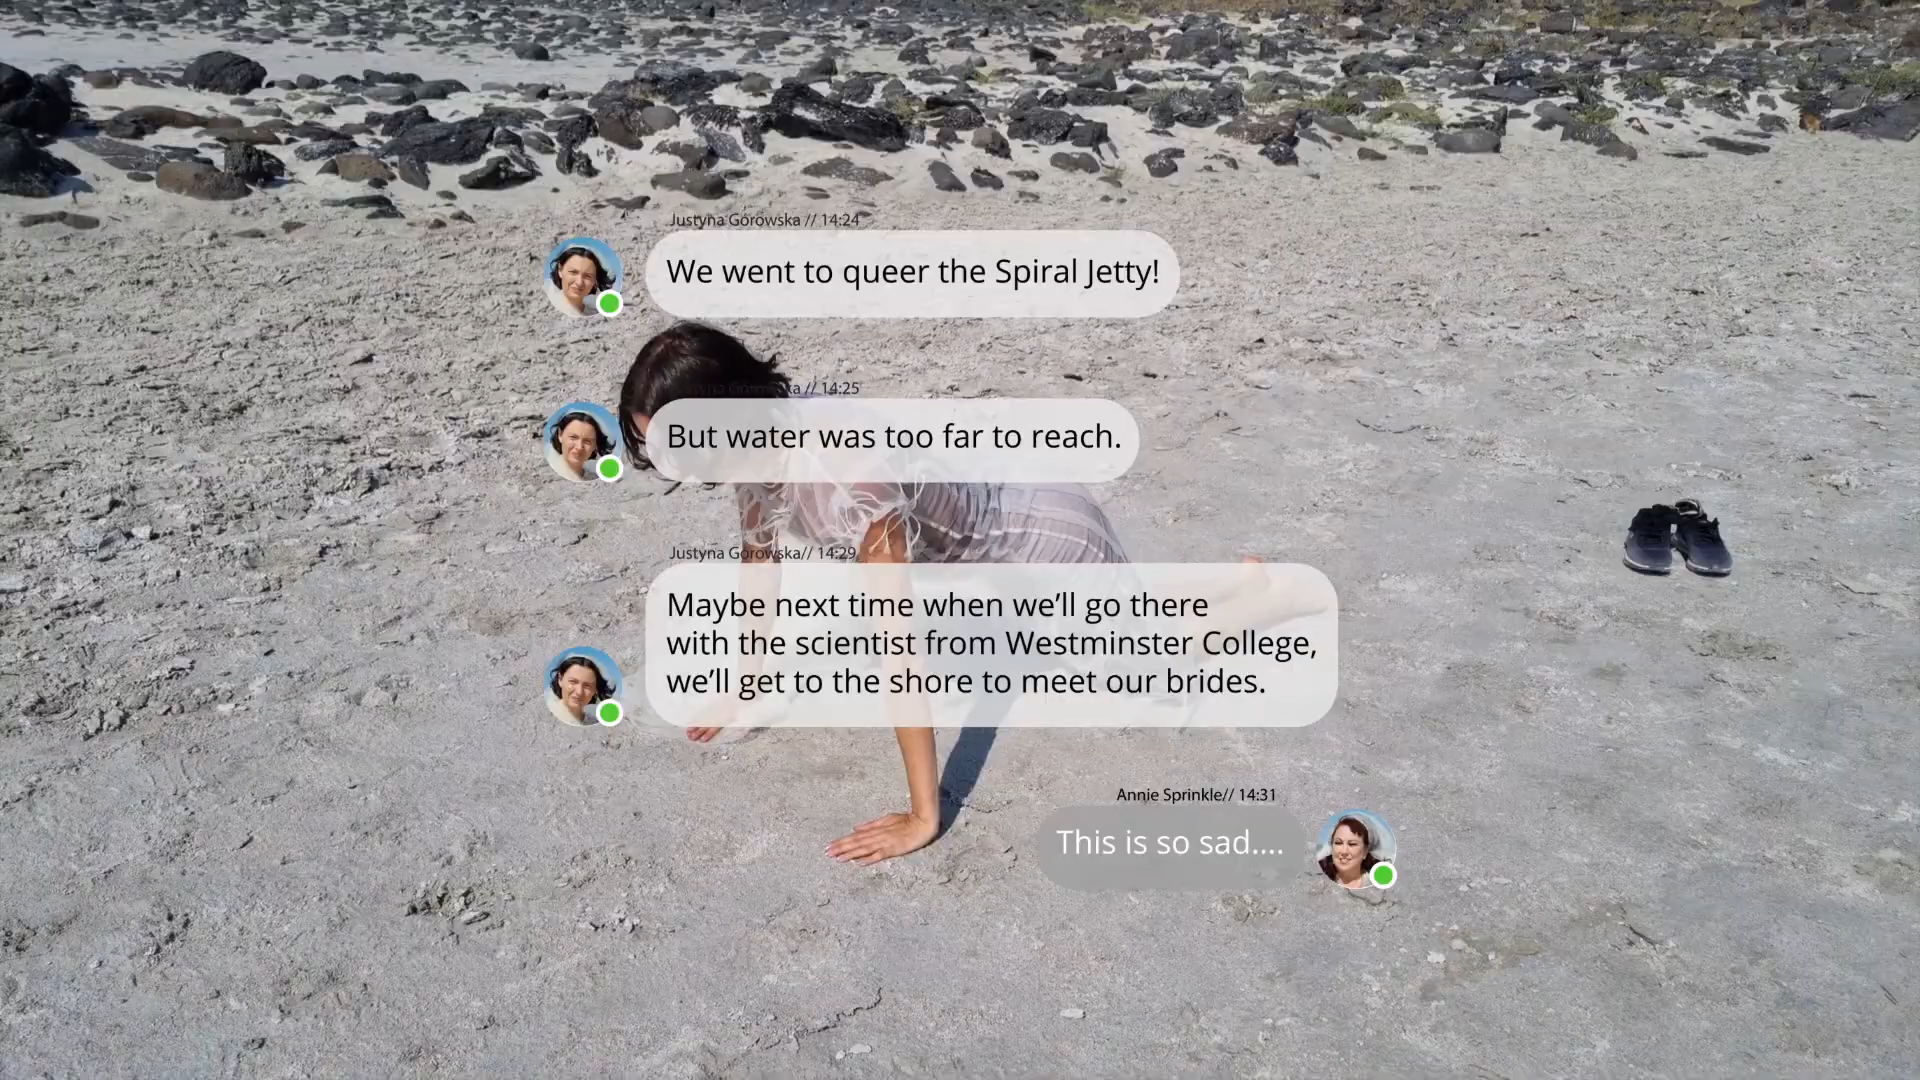 Justyna Górowska // 14:24
We went to queer the Spiral Jetty!
Justyna Górowska // 14:25
But water was too far to reach.
Justyna Górowska// 14:29
Maybe next time when we’ll go there
with the scientist from Westminster College,
we’ll get to the shore to meet our brides.
Annie Sprinkle// 14:31
This is so sad....